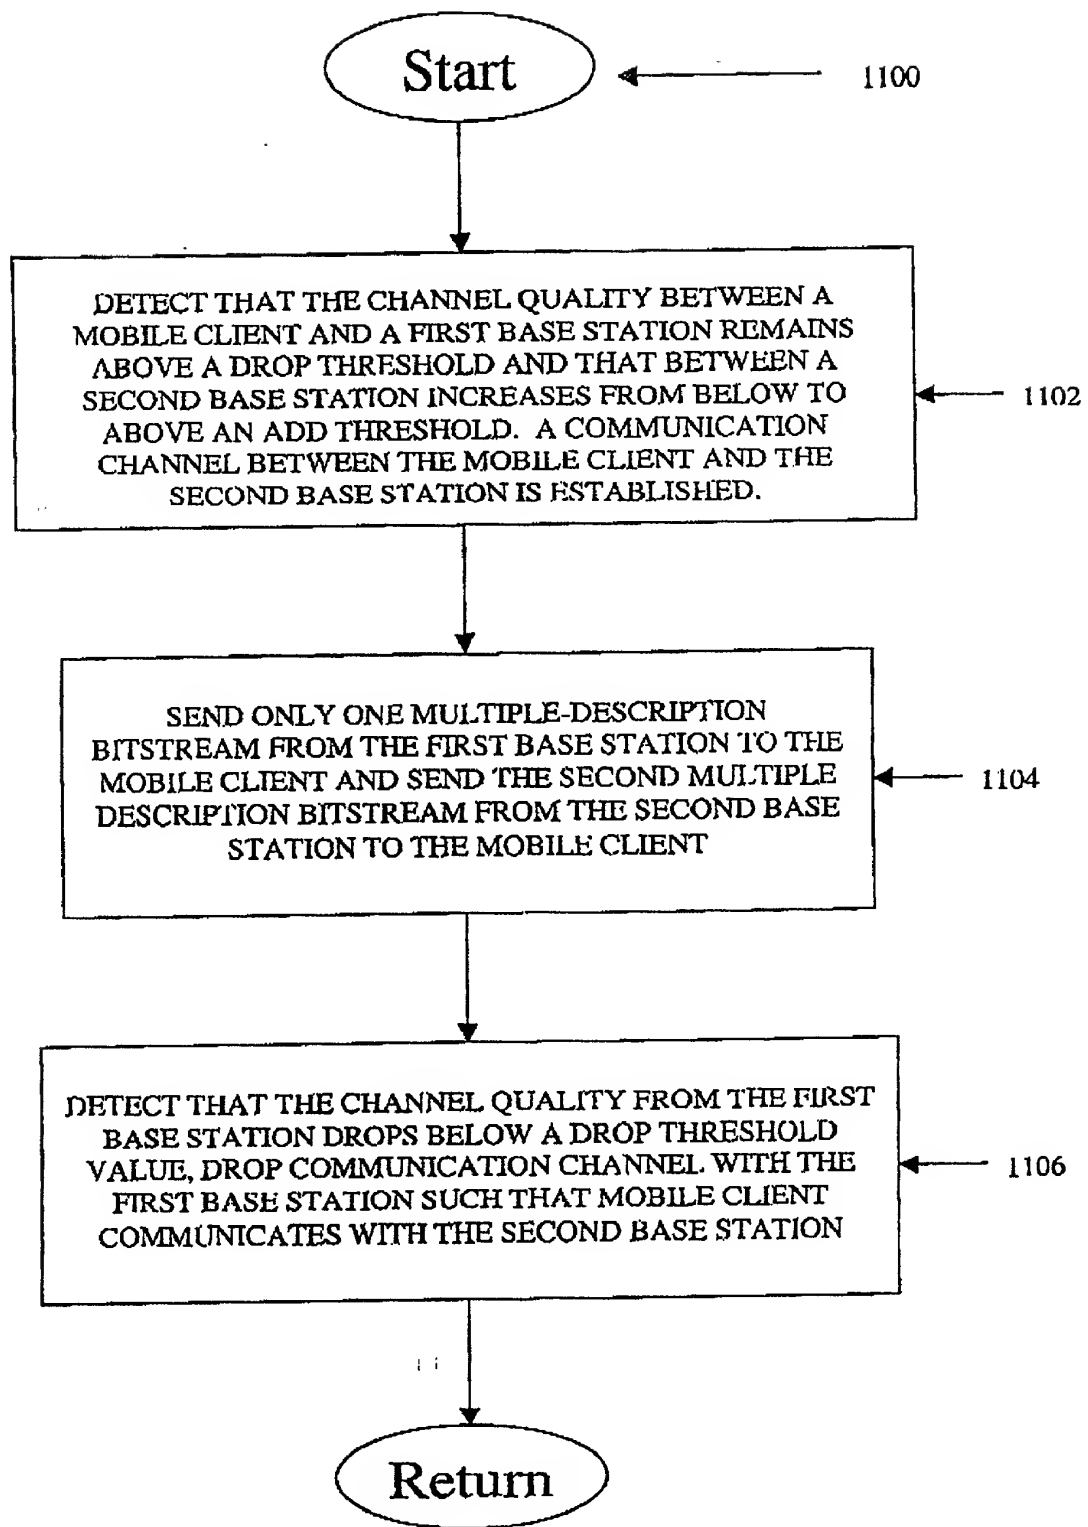 Start
1100
DETECT THAT THE CHANNEL QUALITY BETWEEN A
MOBILE CLIENT AND A FIRST BASE STATION REMAINS
ABOVE A DROP THRESHOLD AND THAT BETWEEN A
SECOND BASE STATION INCREASES FROM BELOW TO
ABOVE AN ADD THRESHOLD. A COMMUNICATION
CHANNEL BETWEEN THE MOBILE CLIENT AND THE
SECOND BASE STATION IS ESTABLISHED.
1102
SEND ONLY ONE MULTIPLE-DESCRIPTION
BITSTREAM FROM THE FIRST BASE STATION TO THE
MOBILE CLIENT AND SEND THE SECOND MULTIPLE
DESCRIPTION BITSTREAM FROM THE SECOND BASE
STATION TO THE MOBILE CLIENT
1104
DETECT THAT THE CHANNEL QUALITY FROM THE FIRST
BASE STATION DROPS BELOW A DROP THRESHOLD
VALUE, DROP COMMUNICATION CHANNEL WITH THE
FIRST BASE STATION SUCH THAT MOBILE CLIENT
COMMUNICATES WITH THE SECOND BASE STATION
1106
Return